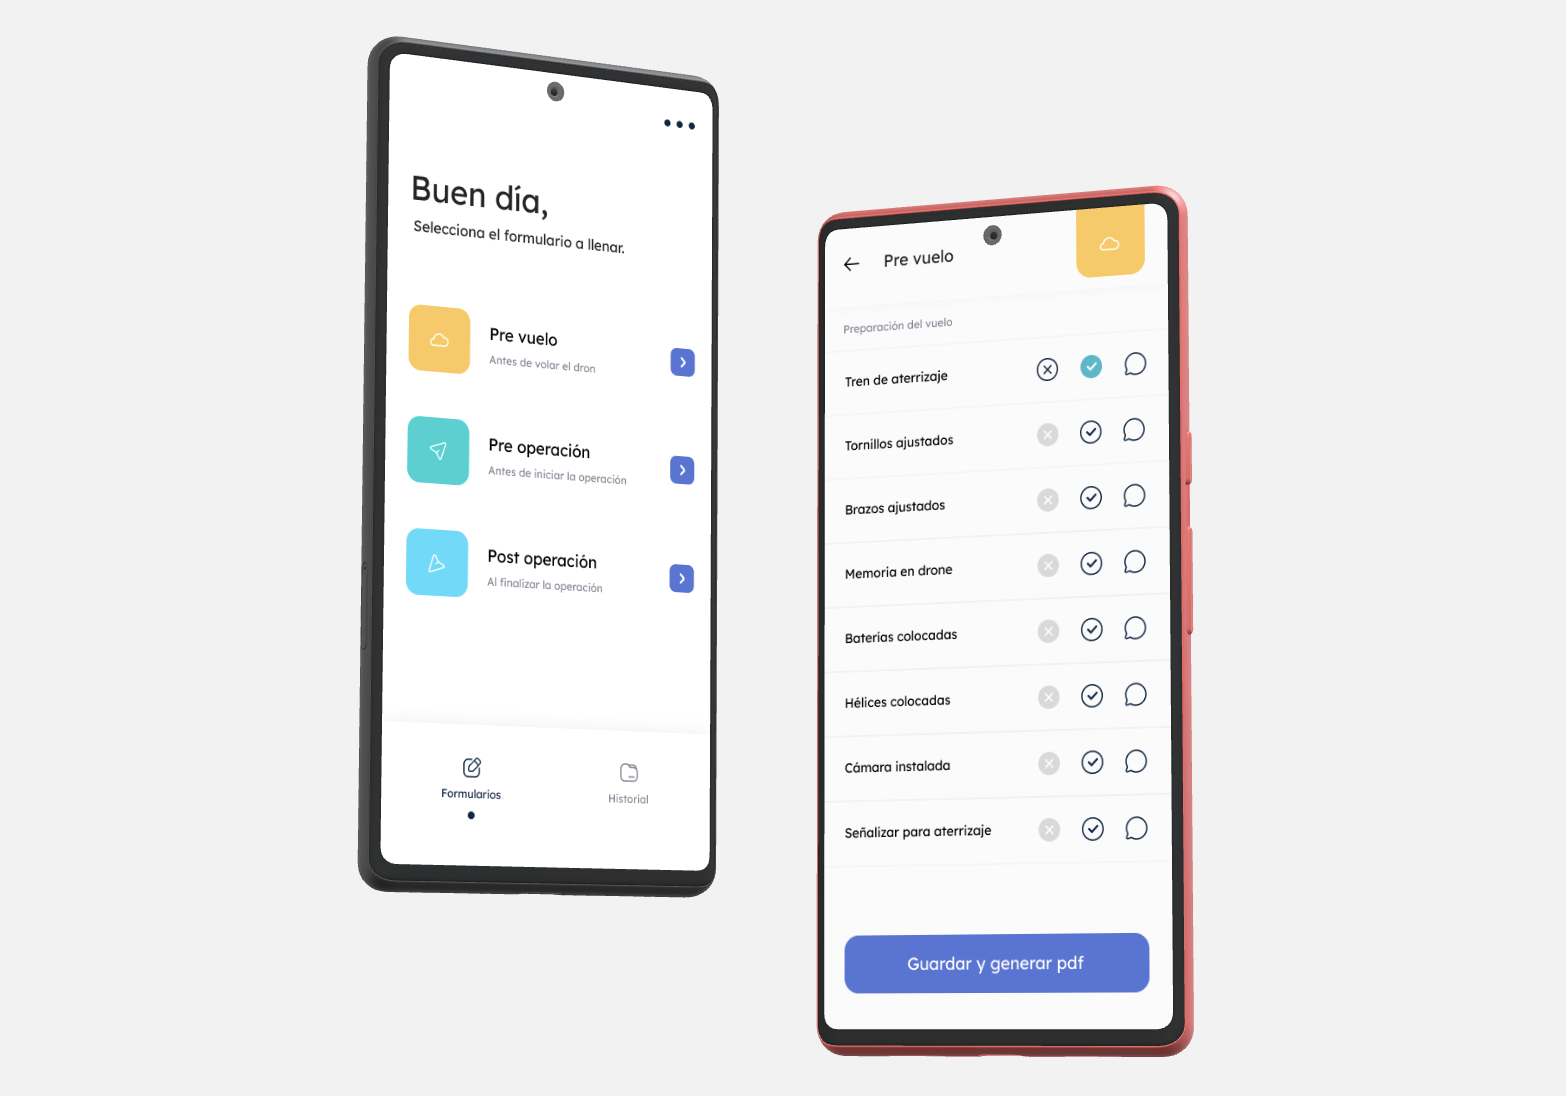 Buen día,
Selecciona el formulario a llenar.
Pre vuelo
Antes de volar el dron
Pre operación
Antes de iniciar la operación
Post operación
Al finalizar la operación
Formularios
Historial
Pre vuelo
Preparación del vuelo
Tren de aterrizaje
Tornillos ajustados
Brazos ajustados
Memoria en drone
Baterías colocadas
Hélices colocadas
Cámara instalada
Señalizar para aterrizaje
Guardar y generar pdf